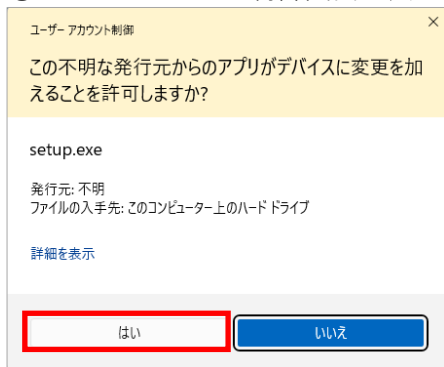 ユーザー アカウント制御
×
この不明な発行元からのアプリがデバイスに変更を加
えることを許可しますか?
setup.exe
発行元: 不明
ファイルの入手先: このコンピューター上のハード ドライブ
詳細を表示
はい
いいえ